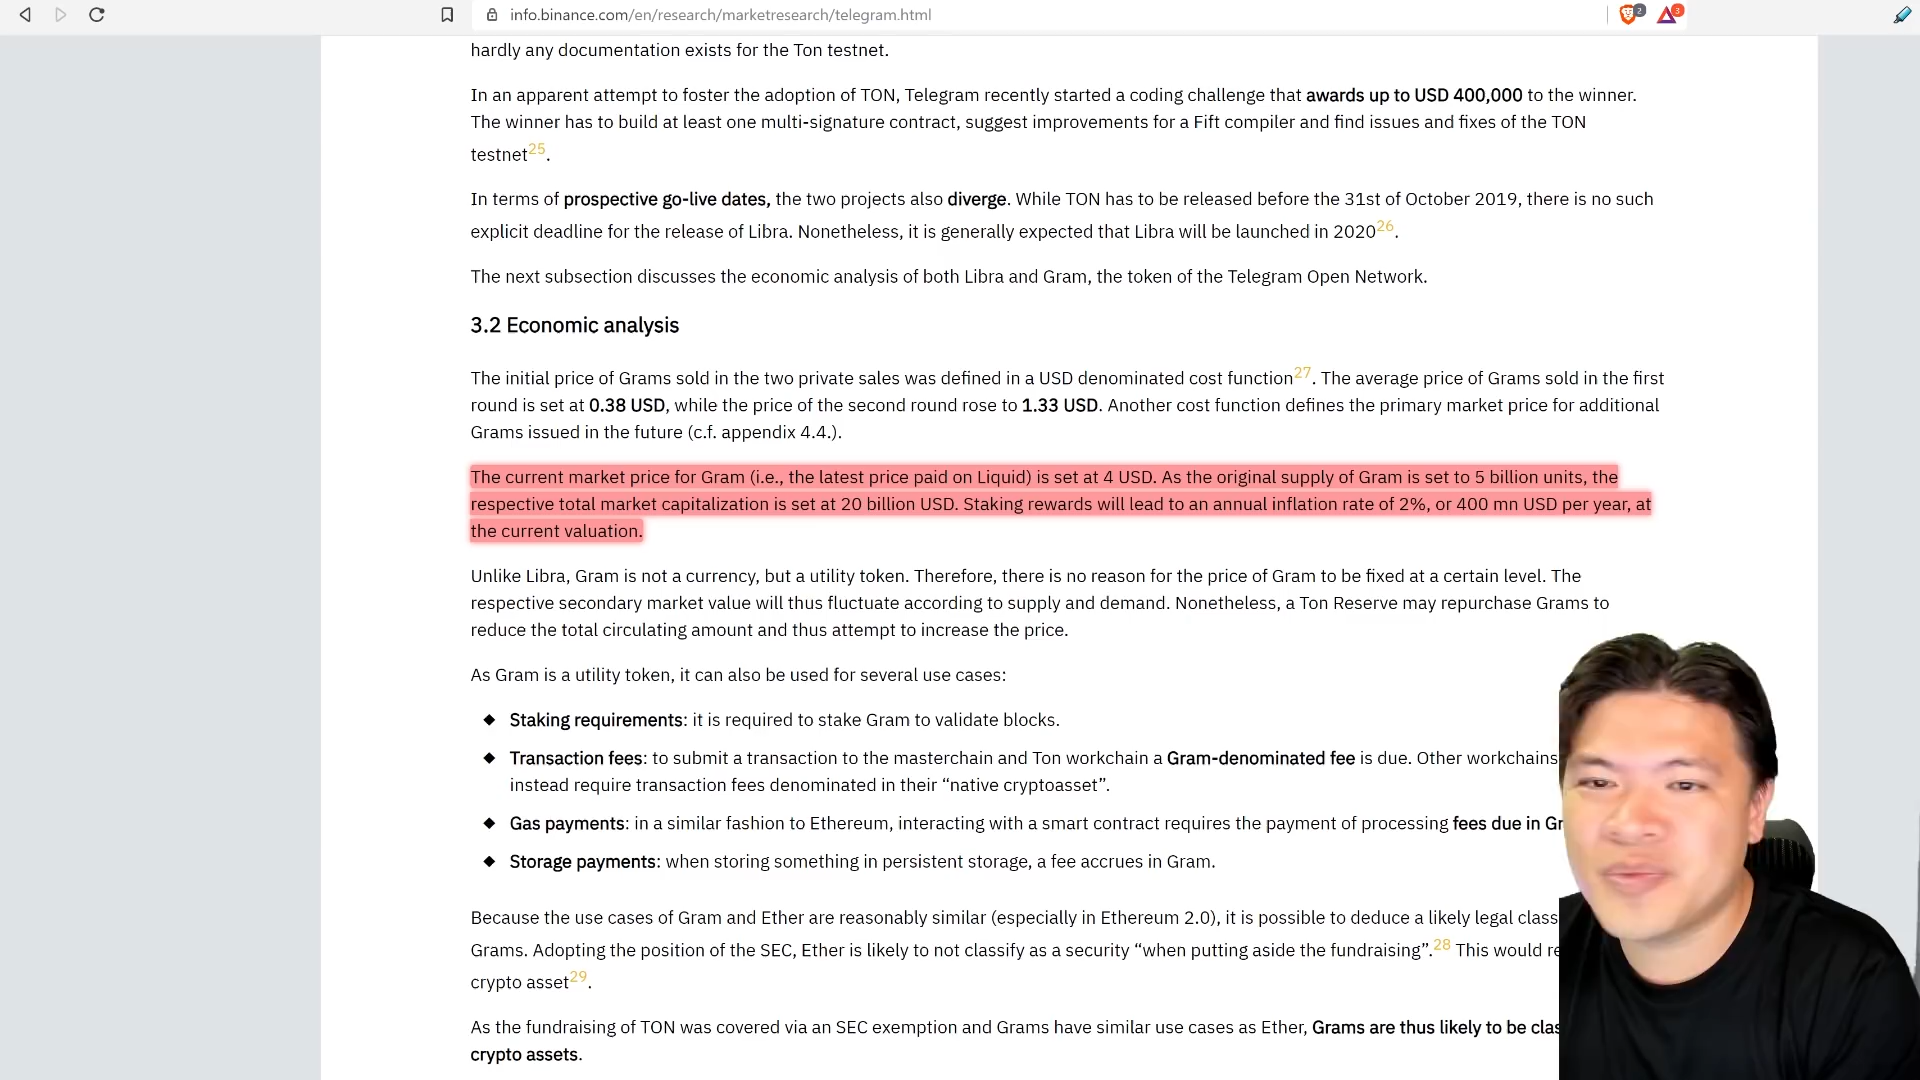 info.binance.com/en/research/marketresearch/telegram.html
2
3
hardly any documentation exists for the Ton testnet.
In an apparent attempt to foster the adoption of TON, Telegram recently started a coding challenge that awards up to USD 400,000 to the winner.
The winner has to build at least one multi-signature contract, suggest improvements for a Fift compiler and find issues and fixes of the TON
testnet25.
In terms of prospective go-live dates, the two projects also diverge. While TON has to be released before the 31st of October 2019, there is no such
explicit deadline for the release of Libra. Nonetheless, it is generally expected that Libra will be launched in 202026.
The next subsection discusses the economic analysis of both Libra and Gram, the token of the Telegram Open Network.
3.2 Economic analysis
The initial price of Grams sold in the two private sales was defined in a USD denominated cost function27. The average price of Grams sold in the first
round is set at 0.38 USD, while the price of the second round rose to 1.33 USD. Another cost function defines the primary market price for additional
Grams issued in the future (c.f. appendix 4.4.).
The current market price for Gram (i.e., the latest price paid on Liquid) is set at 4 USD. As the original supply of Gram is set to 5 billion units, the
respective total market capitalization is set at 20 billion USD. Staking rewards will lead to an annual inflation rate of 2%, or 400 mn USD per year, at
the current valuation.
Unlike Libra, Gram is not a currency, but a utility token. Therefore, there is no reason for the price of Gram to be fixed at a certain level. The
respective secondary market value will thus fluctuate according to supply and demand. Nonetheless, a Ton Reserve may repurchase Grams to
reduce the total circulating amount and thus attempt to increase the price.
As Gram is a utility token, it can also be used for several use cases:
◆ Staking requirements: it is required to stake Gram to validate blocks.
◆ Transaction fees: to submit a transaction to the masterchain and Ton workchain a Gram-denominated fee is due. Other workchains
instead require transaction fees denominated in their “native cryptoasset”.
◆ Gas payments: in a similar fashion to Ethereum, interacting with a smart contract requires the payment of processing fees due in Gr
◆ Storage payments: when storing something in persistent storage, a fee accrues in Gram.
Because the use cases of Gram and Ether are reasonably similar (especially in Ethereum 2.0), it is possible to deduce a likely legal class
Grams. Adopting the position of the SEC, Ether is likely to not classify as a security “when putting aside the fundraising”.28 This would re
crypto asset29.
As the fundraising of TON was covered via an SEC exemption and Grams have similar use cases as Ether, Grams are thus likely to be clas
crypto assets.